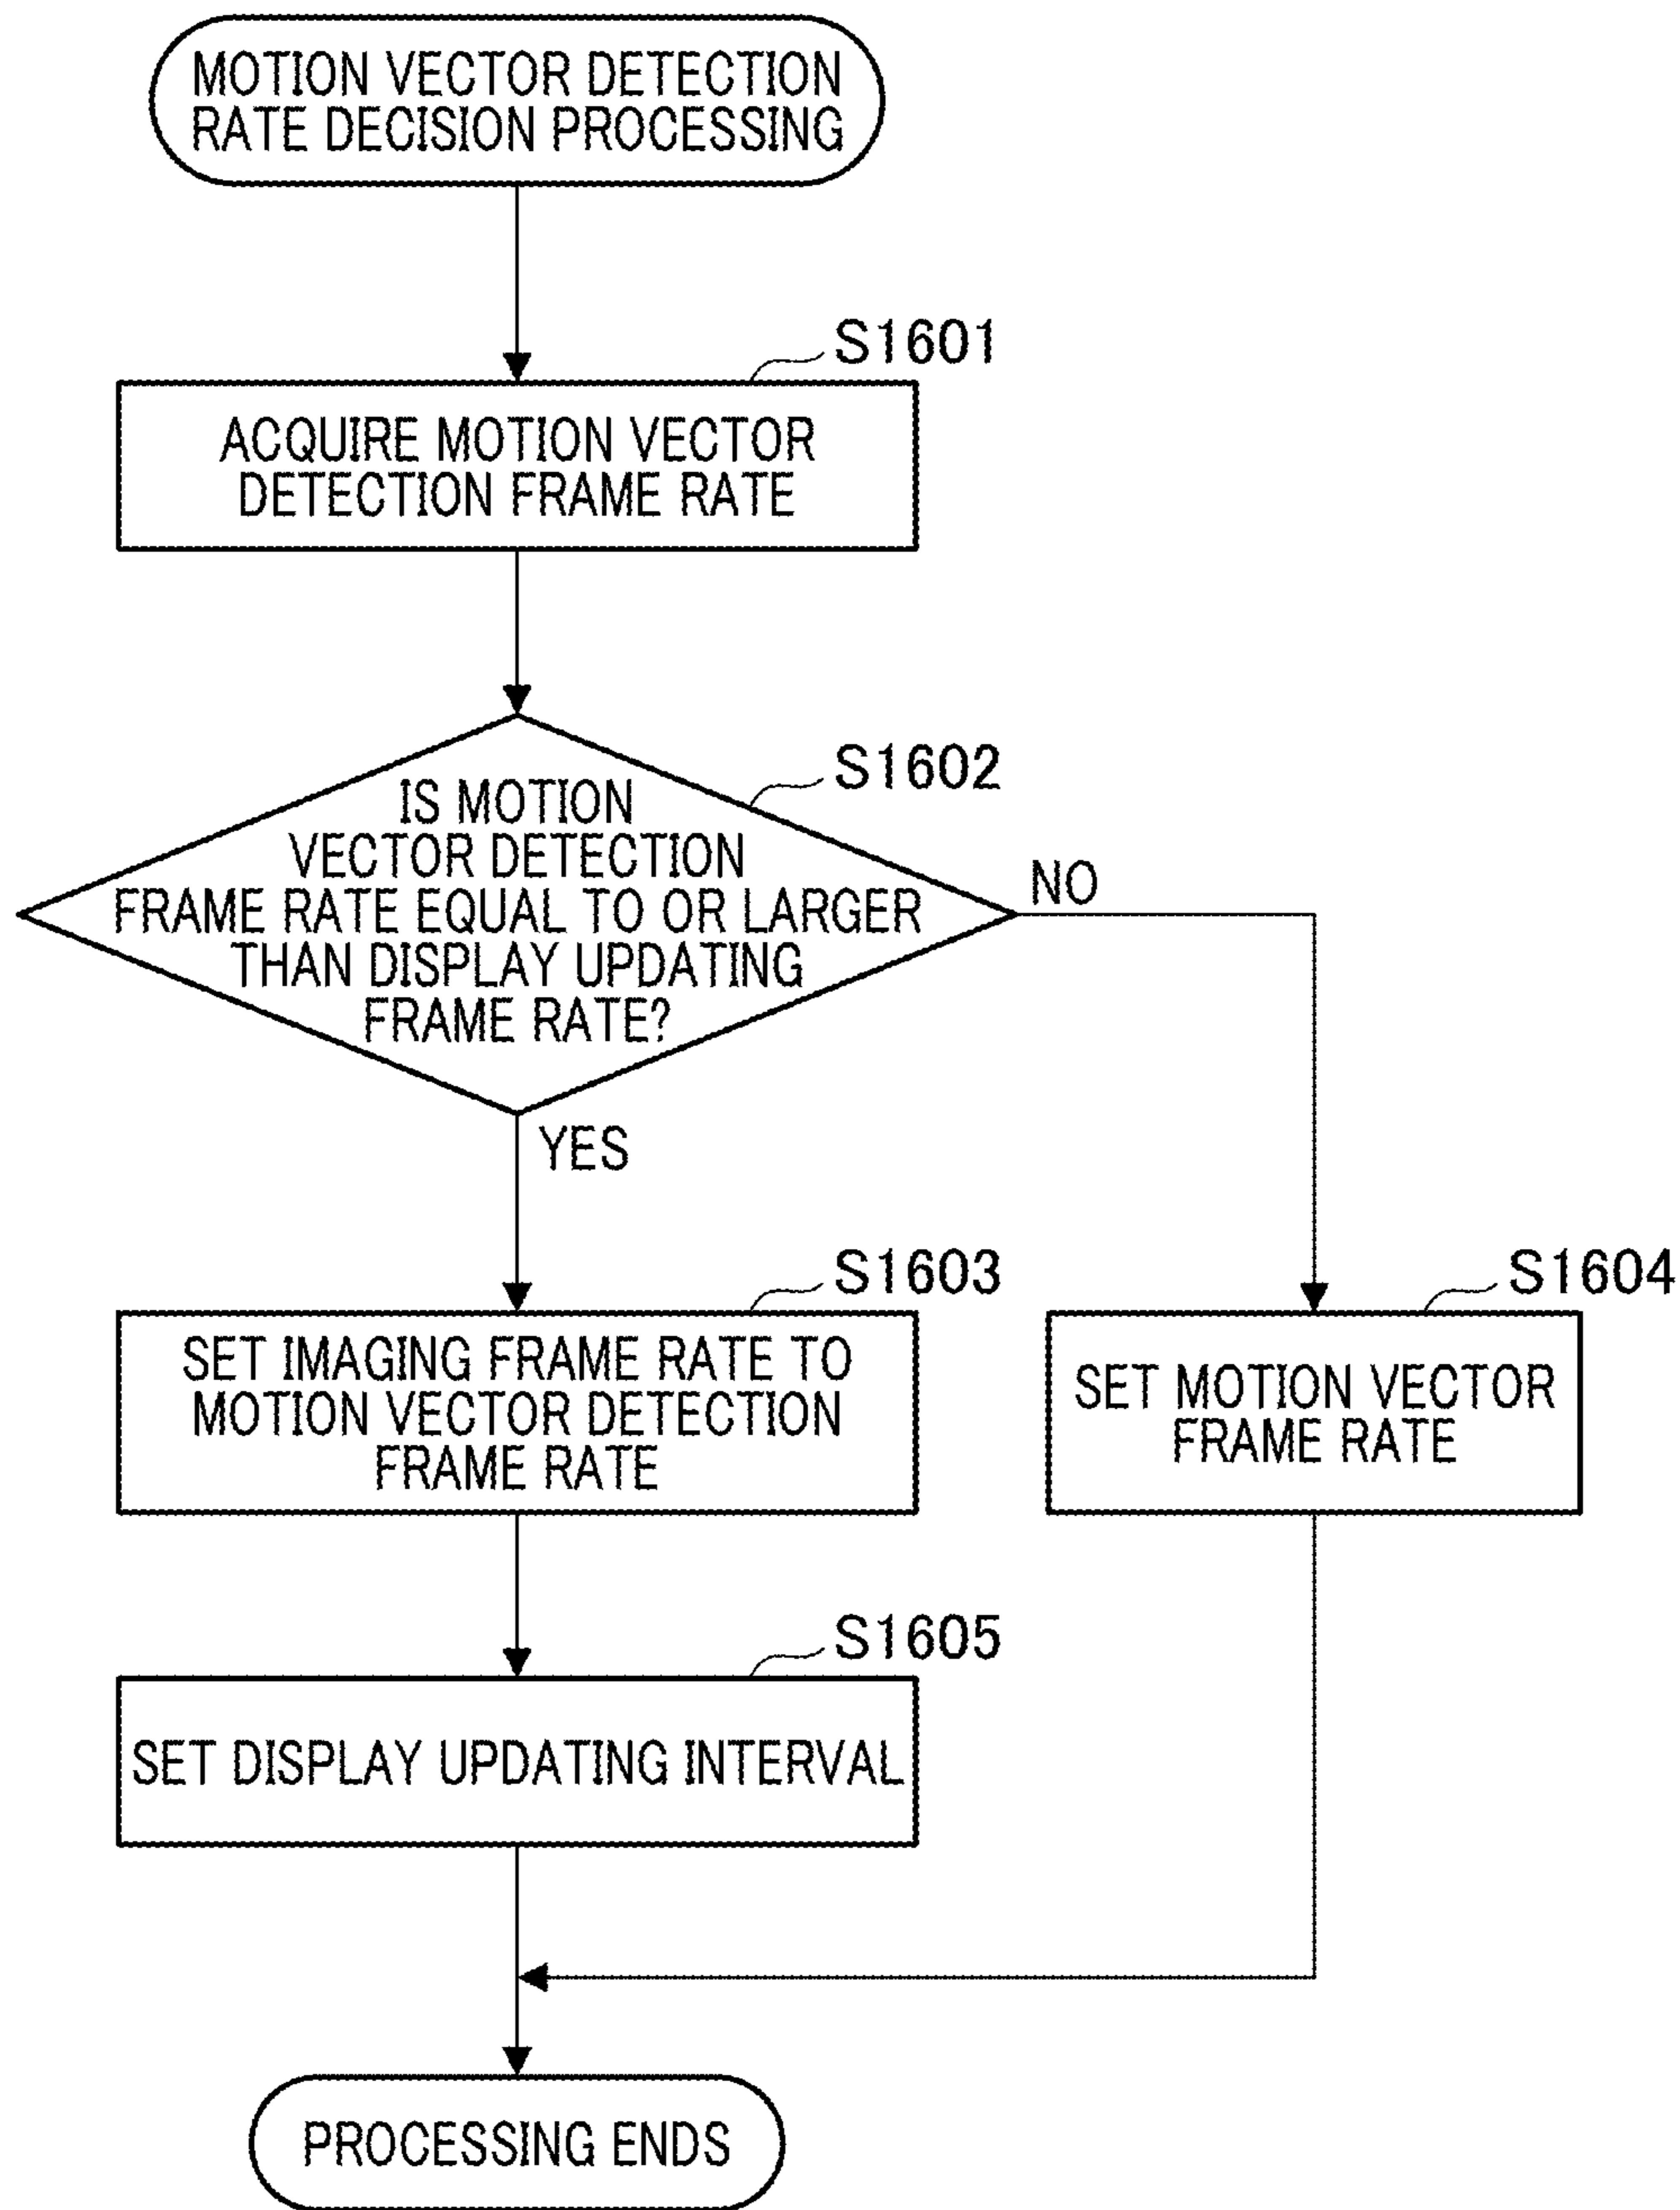 MOTION VECTOR DETECTION
RATE DECISION PROCESSING
S1601
ACQUIRE MOTION VECTOR
DETECTION FRAME RATE
S1602
IS MOTION
VECTOR DETECTION
FRAME RATE EQUAL TO OR LARGER
THAN DISPLAY UPDATING
FRAME RATE?
NO
YES
S1603
SET IMAGING FRAME RATE TO
MOTION VECTOR DETECTION
FRAME RATE
S1604
SET MOTION VECTOR
FRAME RATE
S1605
SET DISPLAY UPDATING INTERVAL
PROCESSING ENDS